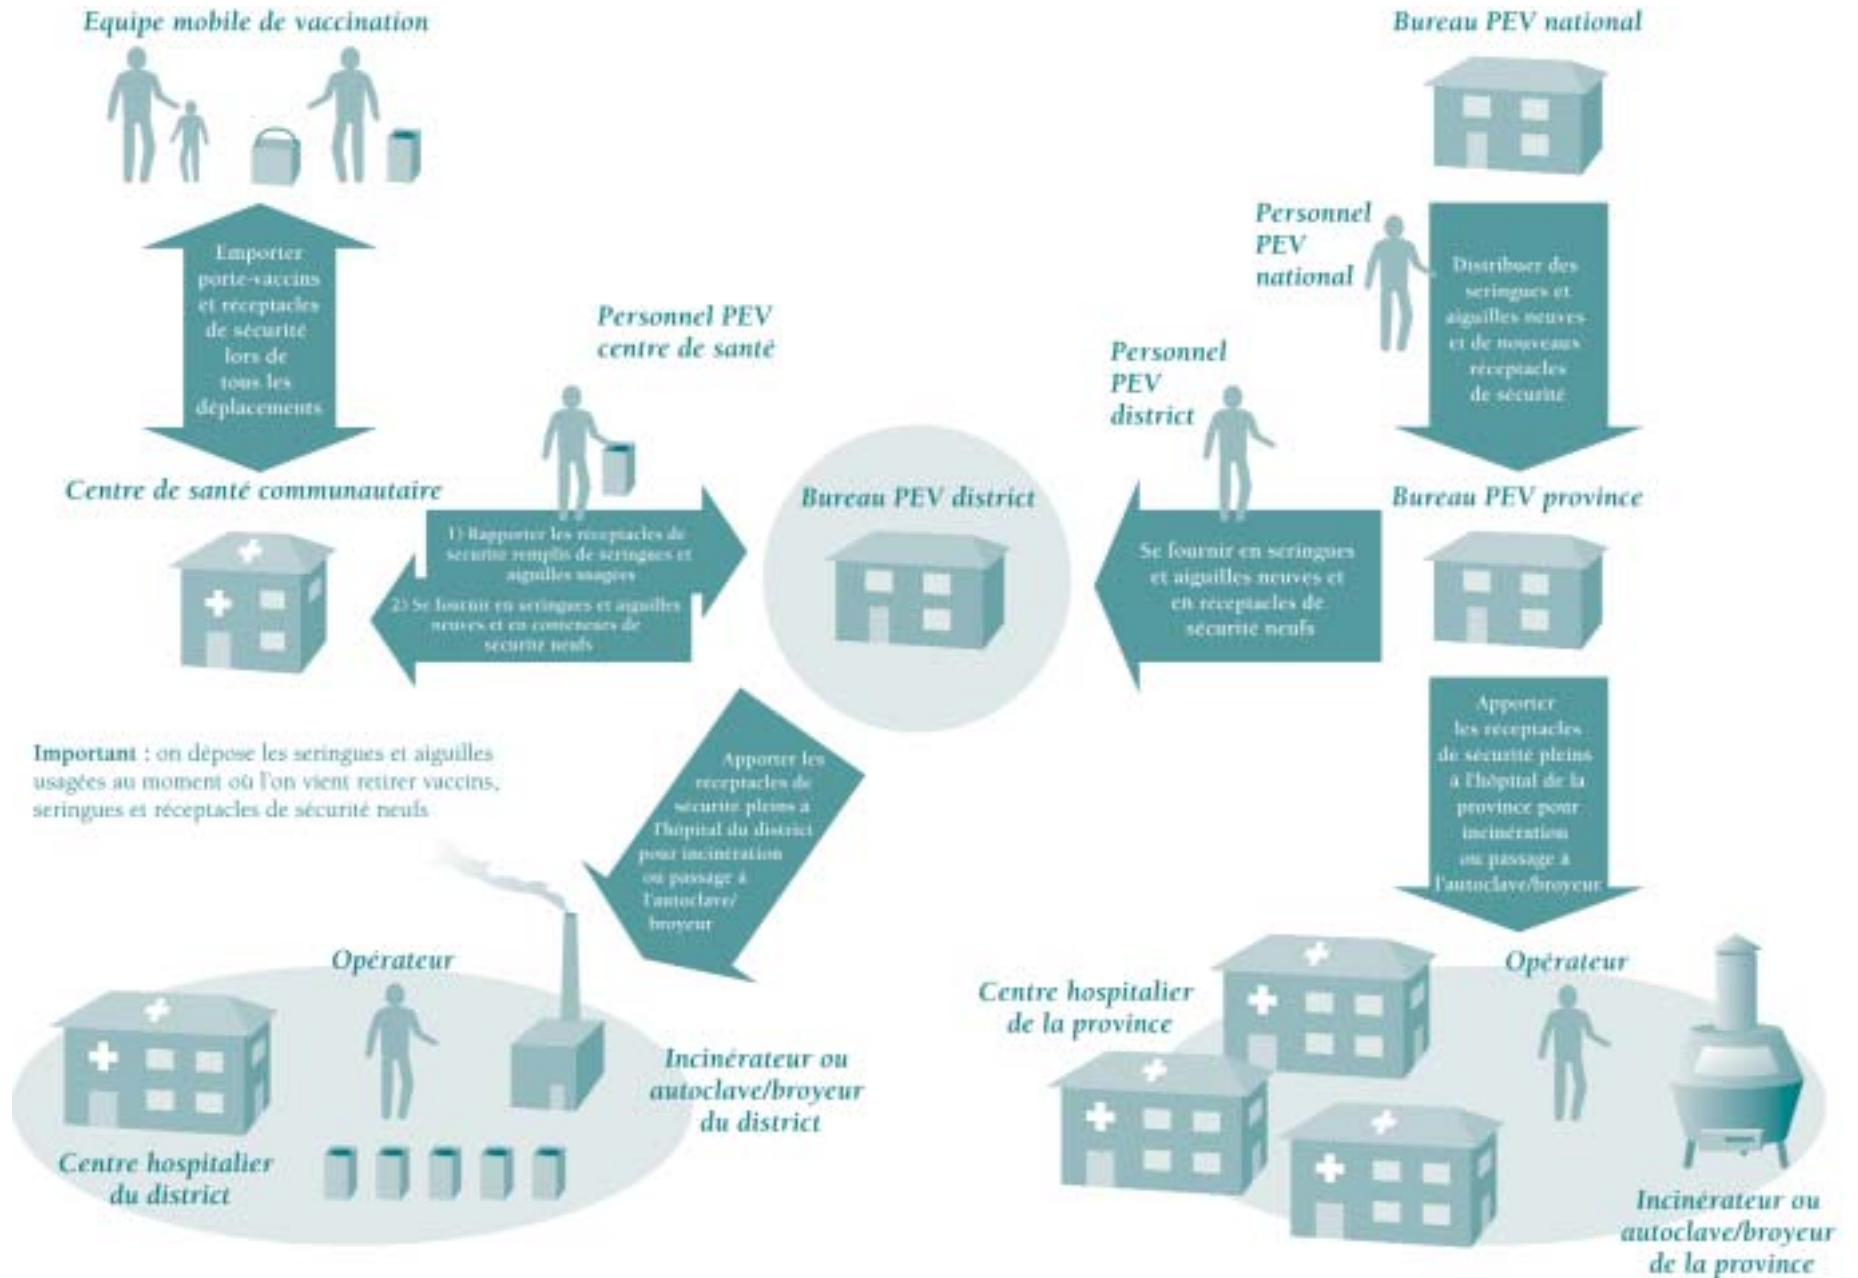 Equipe mobile de vaccination
Emporter
porte-vaccins
et réceptacles
de sécurité
lors de
tous les
déplacements
Centre de santé communautaire
Personnel PEV
centre de santé
1) Rapporter les réceptacles de
sécurité remplis de seringues et
aiguilles usagées
2) Se fournir en seringues et aiguilles
neuves et en conteneurs de
sécurité neufs
Bureau PEV district
Personnel
PEV
district
Se fournir en seringues
et aiguilles neuves et
en réceptacles de
sécurité neufs
Bureau PEV national
Personnel
PEV
national
Distribuer des
seringues et
aiguilles neuves
et de nouveaux
réceptacles
de sécurité
Bureau PEV province
Apporter
les réceptacles
de sécurité pleins
à l'hôpital de la
province pour
incinération
ou passage à
l'autoclave/broyeur
Important : on dépose les seringues et aiguilles
usagées au moment où l'on vient retirer vaccins,
seringues et réceptacles de sécurité neufs
Apporter les
réceptacles de
sécurité pleins à
l'hôpital du district
pour incinération
ou passage à
l'autoclave/
broyeur
Opérateur
Centre hospitalier
du district
Incinérateur ou
autoclave/broyeur
du district
Centre hospitalier
de la province
Opérateur
Incinérateur ou
autoclave/broyeur
de la province